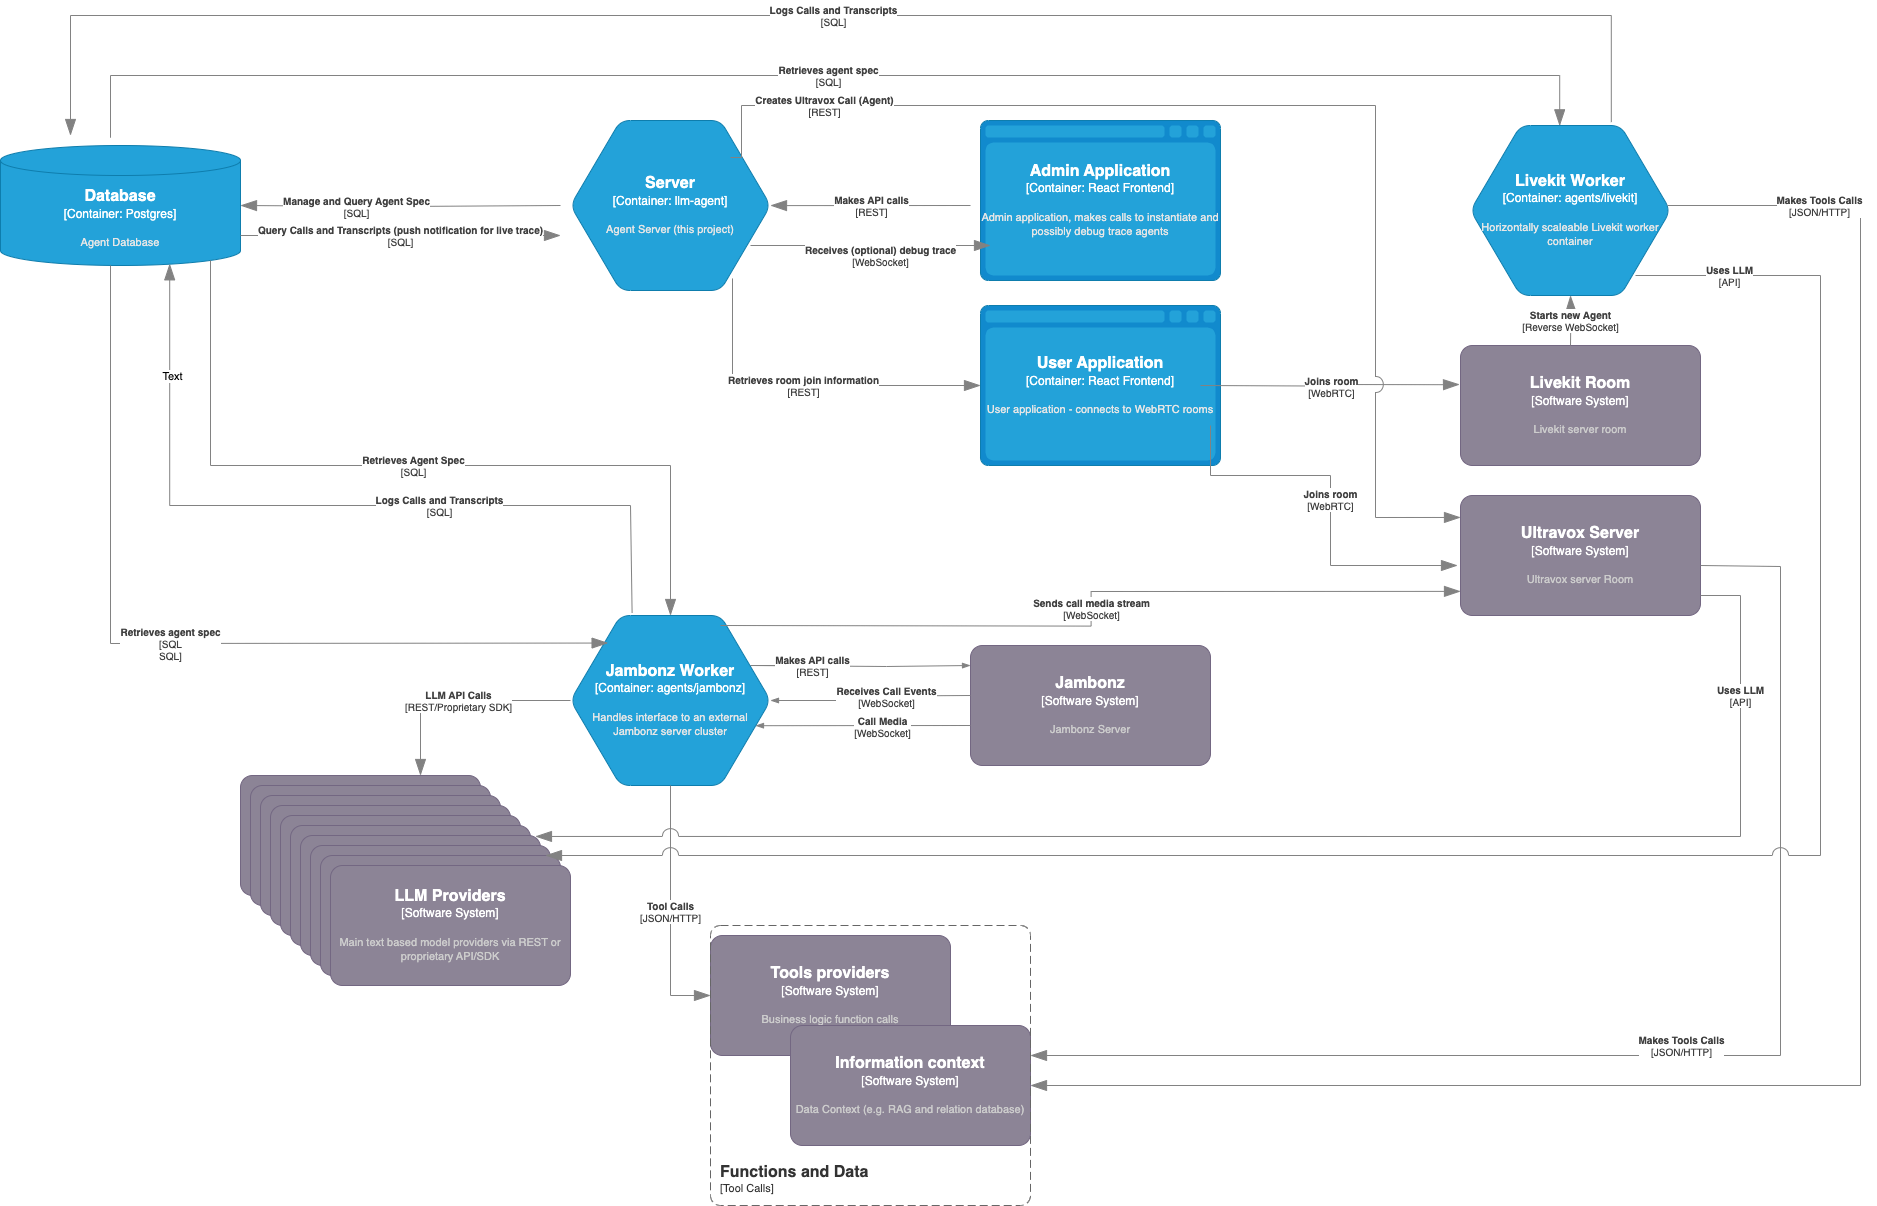 Logs Calls and Transcripts
[SQL]
Retrieves agent spec
[SQL]
Creates Ultravox Call (Agent)
[REST]
Database
[Container: Postgres]
Agent Database
Manage and Query Agent Spec
[SQL]
Query Calls and Transcripts (push notification for live trace)
[SQL]
Server
[Container: llm-agent]
Agent Server (this project)
Makes API calls
[REST]
Receives (optional) debug trace
[WebSocket]
Admin Application
[Container: React Frontend]
Admin application, makes calls to instantiate and
possibly debug trace agents
Livekit Worker
[Container: agents/livekit]
Horizontally scaleable Livekit worker
container
Makes Tools Calls
[JSON/HTTP]
Uses LLM
[API]
Starts new Agent
[Reverse WebSocket]
Retrieves room join information
[REST]
User Application
[Container: React Frontend]
User application - connects to WebRTC rooms
Joins room
[WebRTC]
Livekit Room
[Software System]
Livekit server room
Text
Retrieves Agent Spec
[SQL]
Logs Calls and Transcripts
[SQL]
Joins room
[WebRTC]
Ultravox Server
[Software System]
Ultravox server Room
Sends call media stream
[WebSocket]
Retrieves agent spec
[SQL
SQL]
Jambonz Worker
[Container: agents/jambonz]
Handles interface to an external
Jambonz server cluster
Makes API calls
[REST]
Receives Call Events
[WebSocket]
Call Media
[WebSocket]
Jambonz
[Software System]
Jambonz Server
LLM API Calls
[REST/Proprietary SDK]
Uses LLM
[API]
LLM Providers
[Software System]
Main text based model providers via REST or
proprietary API/SDK
Tool Calls
[JSON/HTTP]
Tools providers
[Software System]
Business logic function calls
Information context
[Software System]
Data Context (e.g. RAG and relation database)
Makes Tools Calls
[JSON/HTTP]
Functions and Data
[Tool Calls]